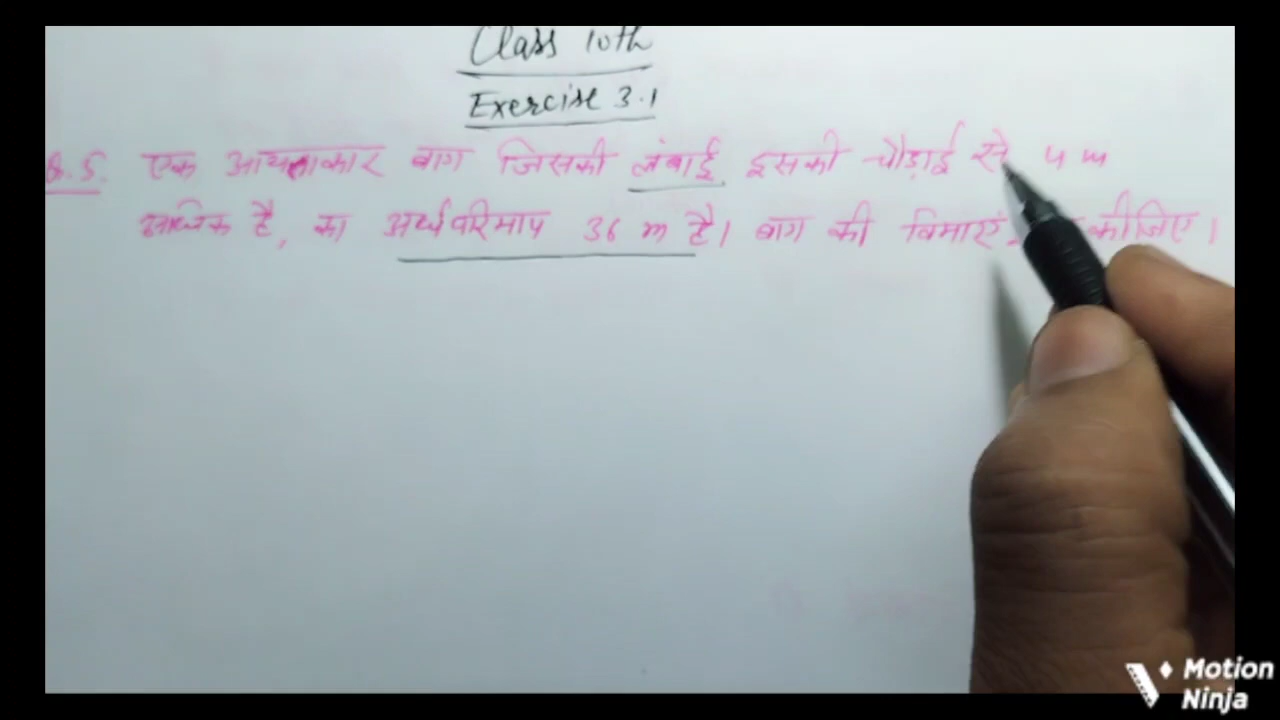 Class 10th
Exercise 3.1
Q.5. एक आयताकार बाग जिसकी लंबाई इसकी चौड़ाई से 4 m
अधिक है, का अर्धपरिमाप 36 m है। बाग की विमाएं कीजिए।
Motion
Ninja